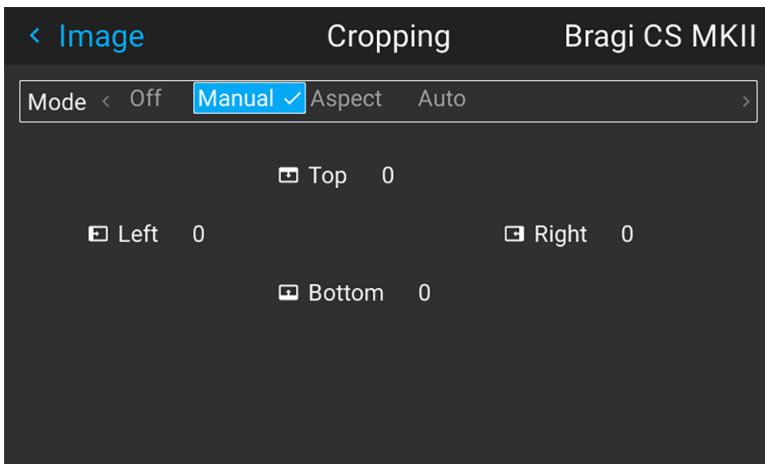 < Image Cropping Bragi CS MKII
Mode < Off Manual ✓ Aspect Auto >
Top 0
Left 0 Right 0
Bottom 0